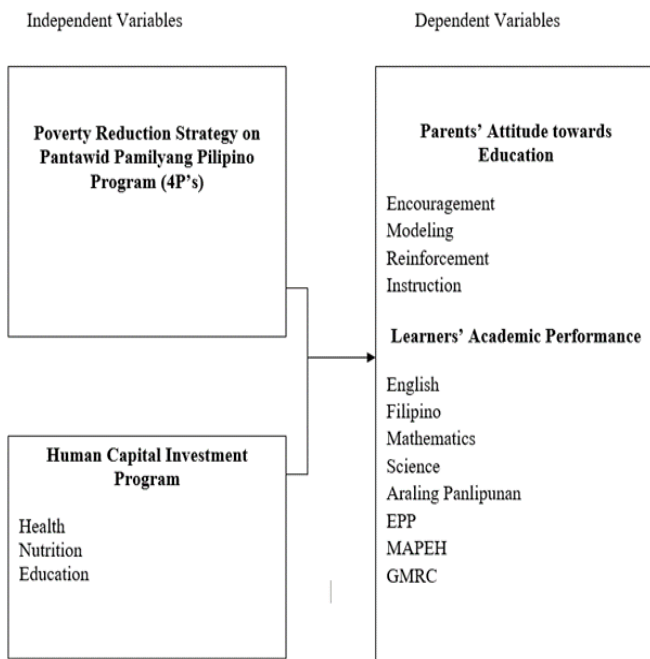 Independent Variables
Dependent Variables
Poverty Reduction Strategy on
Pantawid Pamilyang Pilipino
Program (4P's)
Human Capital Investment
Program
Health
Nutrition
Education
Parents' Attitude towards
Education
Encouragement
Modeling
Reinforcement
Instruction
Learners' Academic Performance
English
Filipino
Mathematics
Science
Araling Panlipunan
EPP
MAPEH
GMRC